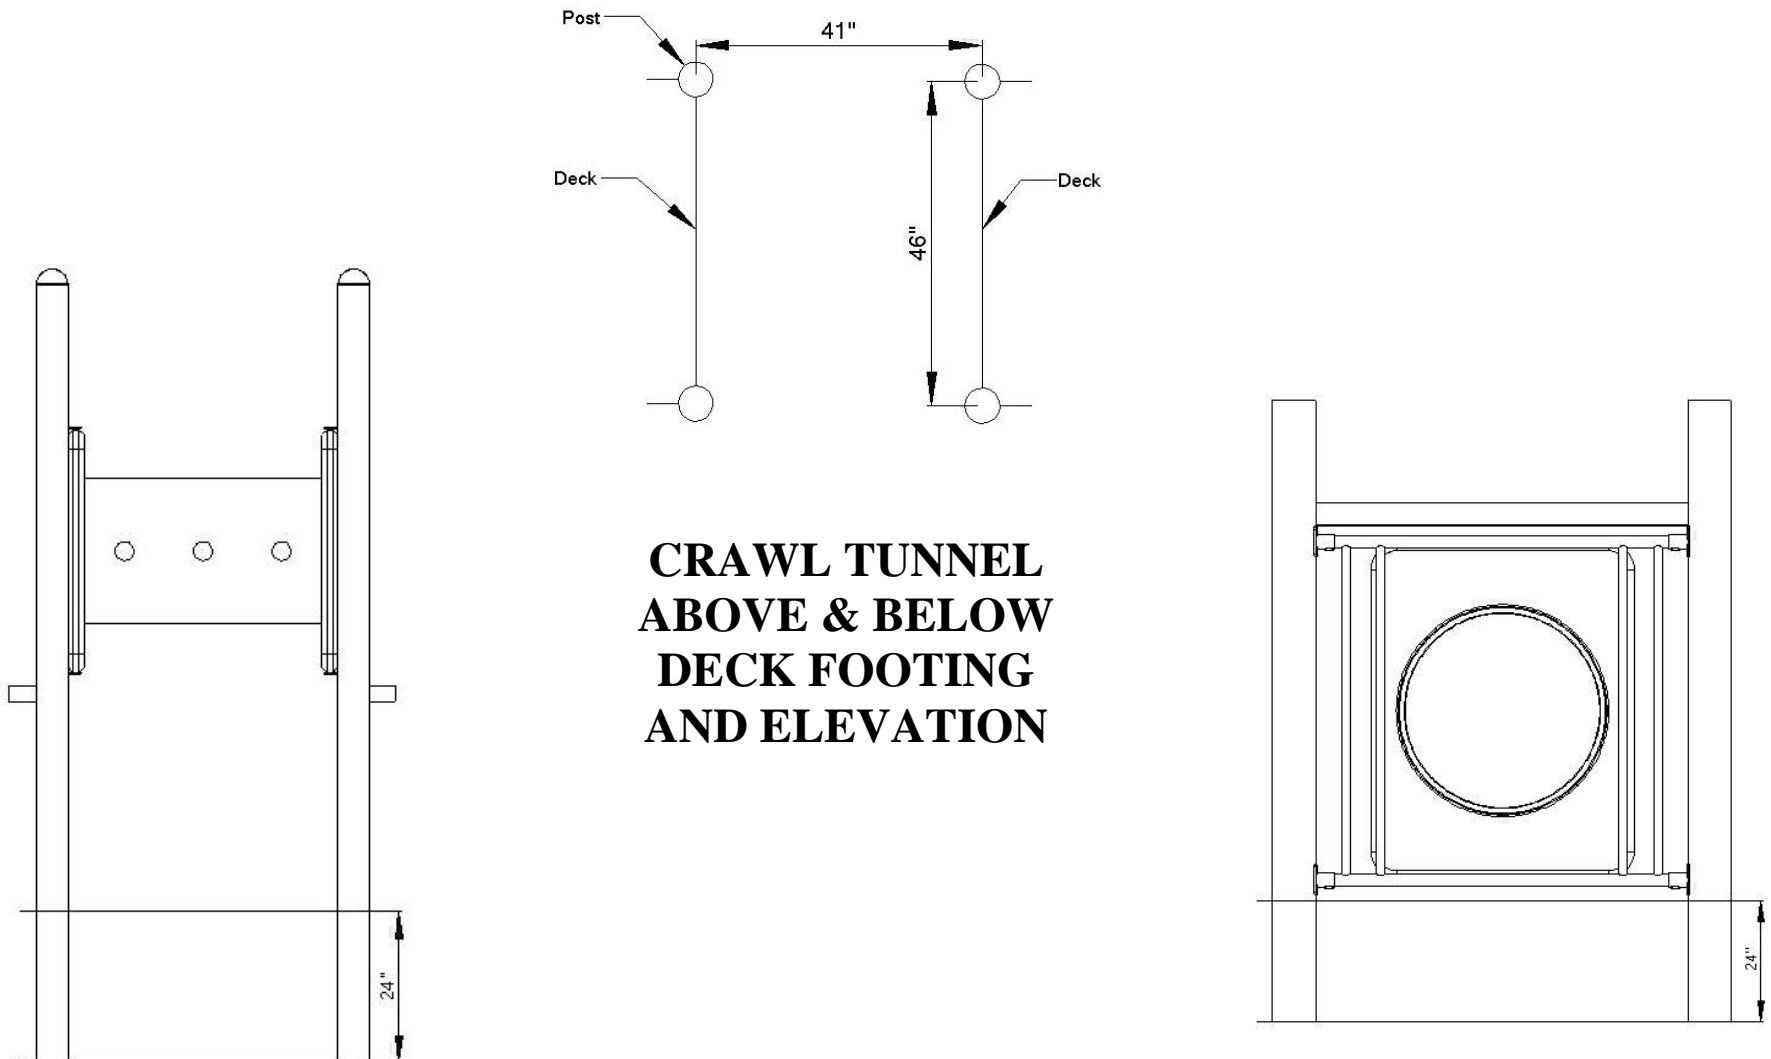 Post
41"
Deck
Deck
46"
CRAWL TUNNEL
ABOVE & BELOW
DECK FOOTING
AND ELEVATION
24"
24"